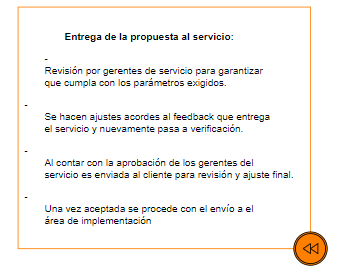 Entrega de la propuesta al servicio:
-
Revisión por gerentes de servicio para garantizar
que cumpla con los parámetros exigidos.
-
Se hacen ajustes acordes al feedback que entrega
el servicio y nuevamente pasa a verificación.
-
Al contar con la aprobación de los gerentes del
servicio es enviada al cliente para revisión y ajuste final.
-
Una vez aceptada se procede con el envío a el
área de implementación